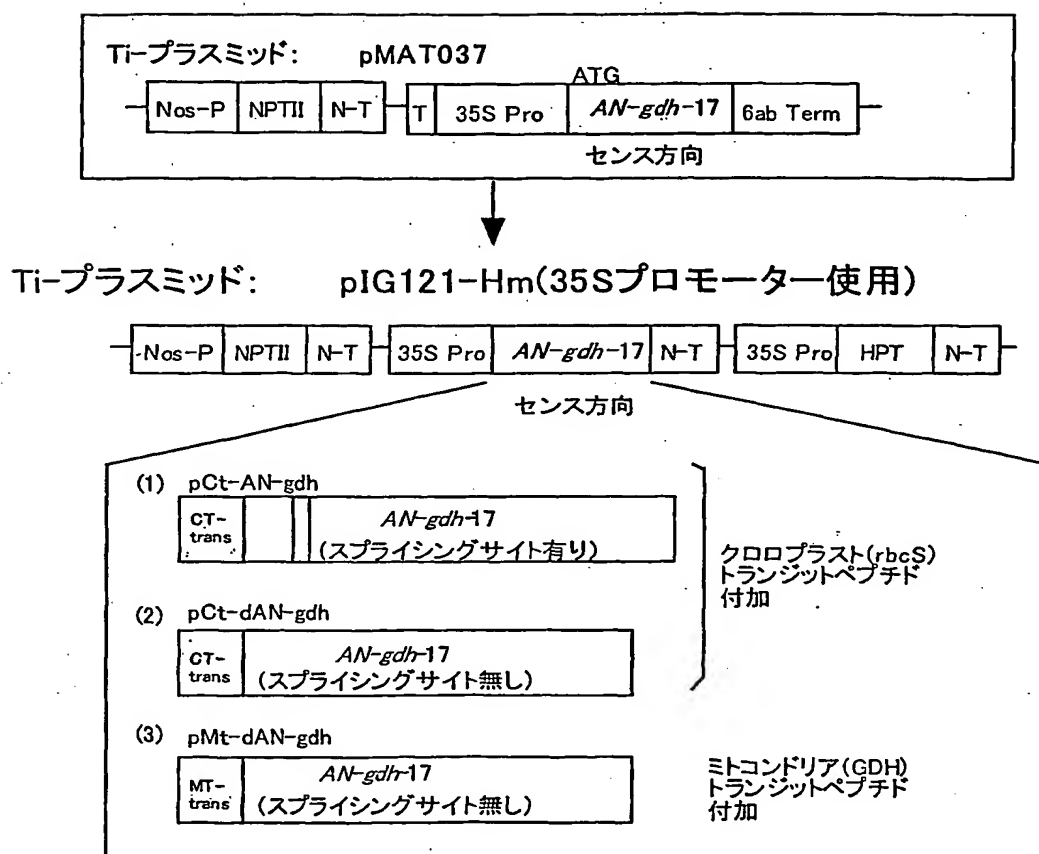 Ti-プラスミッド: pMAT037
ATG
Nos-P NPTII N-T T 35S Pro AN-gdh-17 6ab Term
センス方向
Ti-プラスミッド: pIG121-Hm(35Sプロモーター使用)
Nos-P NPTII N-T 35S Pro AN-gdh-17 N-T 35S Pro HPT N-T
センス方向
(1) pCt-AN-gdh
CT-
trans
AN-gdh-17
(スプライシングサイト有り)
クロロプラスト(rbcS)
トランジットペプチド
付加
(2) pCt-dAN-gdh
CT-
trans
AN-gdh-17
(スプライシングサイト無し)
(3) pMt-dAN-gdh
MT-
trans
AN-gdh-17
(スプライシングサイト無し)
ミトコンドリア(GDH)
トランジットペプチド
付加